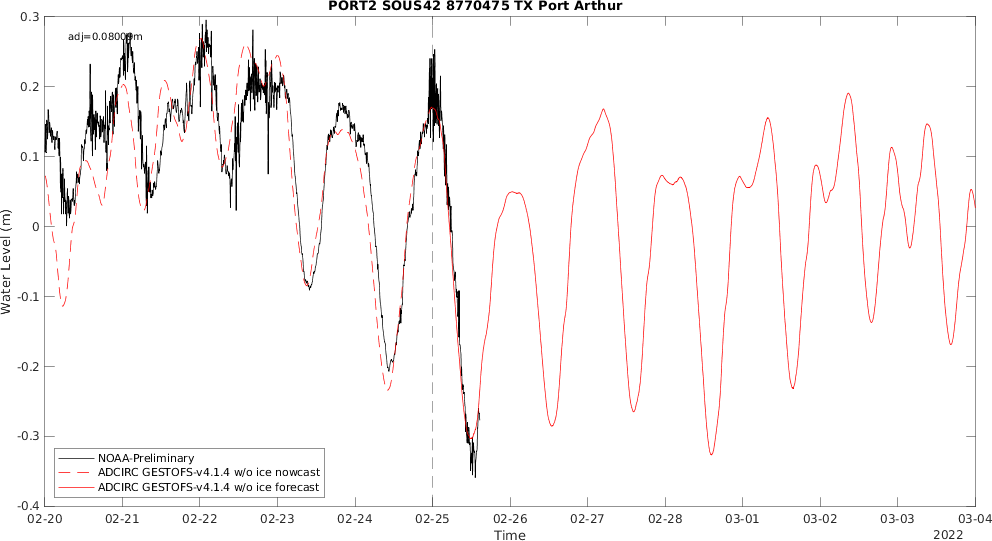 PORT2 SOUS42 8770475 TX Port Arthur
adj=0.08009m
0.3
0.2
0.1
0
-0.1
-0.2
-0.3
-0.4
Water Level (m)
NOAA-Preliminary
ADCIRC GESTOFS-v4.1.4 w/o ice nowcast
ADCIRC GESTOFS-v4.1.4 w/o ice forecast
02-20 02-21 02-22 02-23 02-24 02-25 02-26 02-27 02-28 03-01 03-02 03-03 03-04
Time
2022